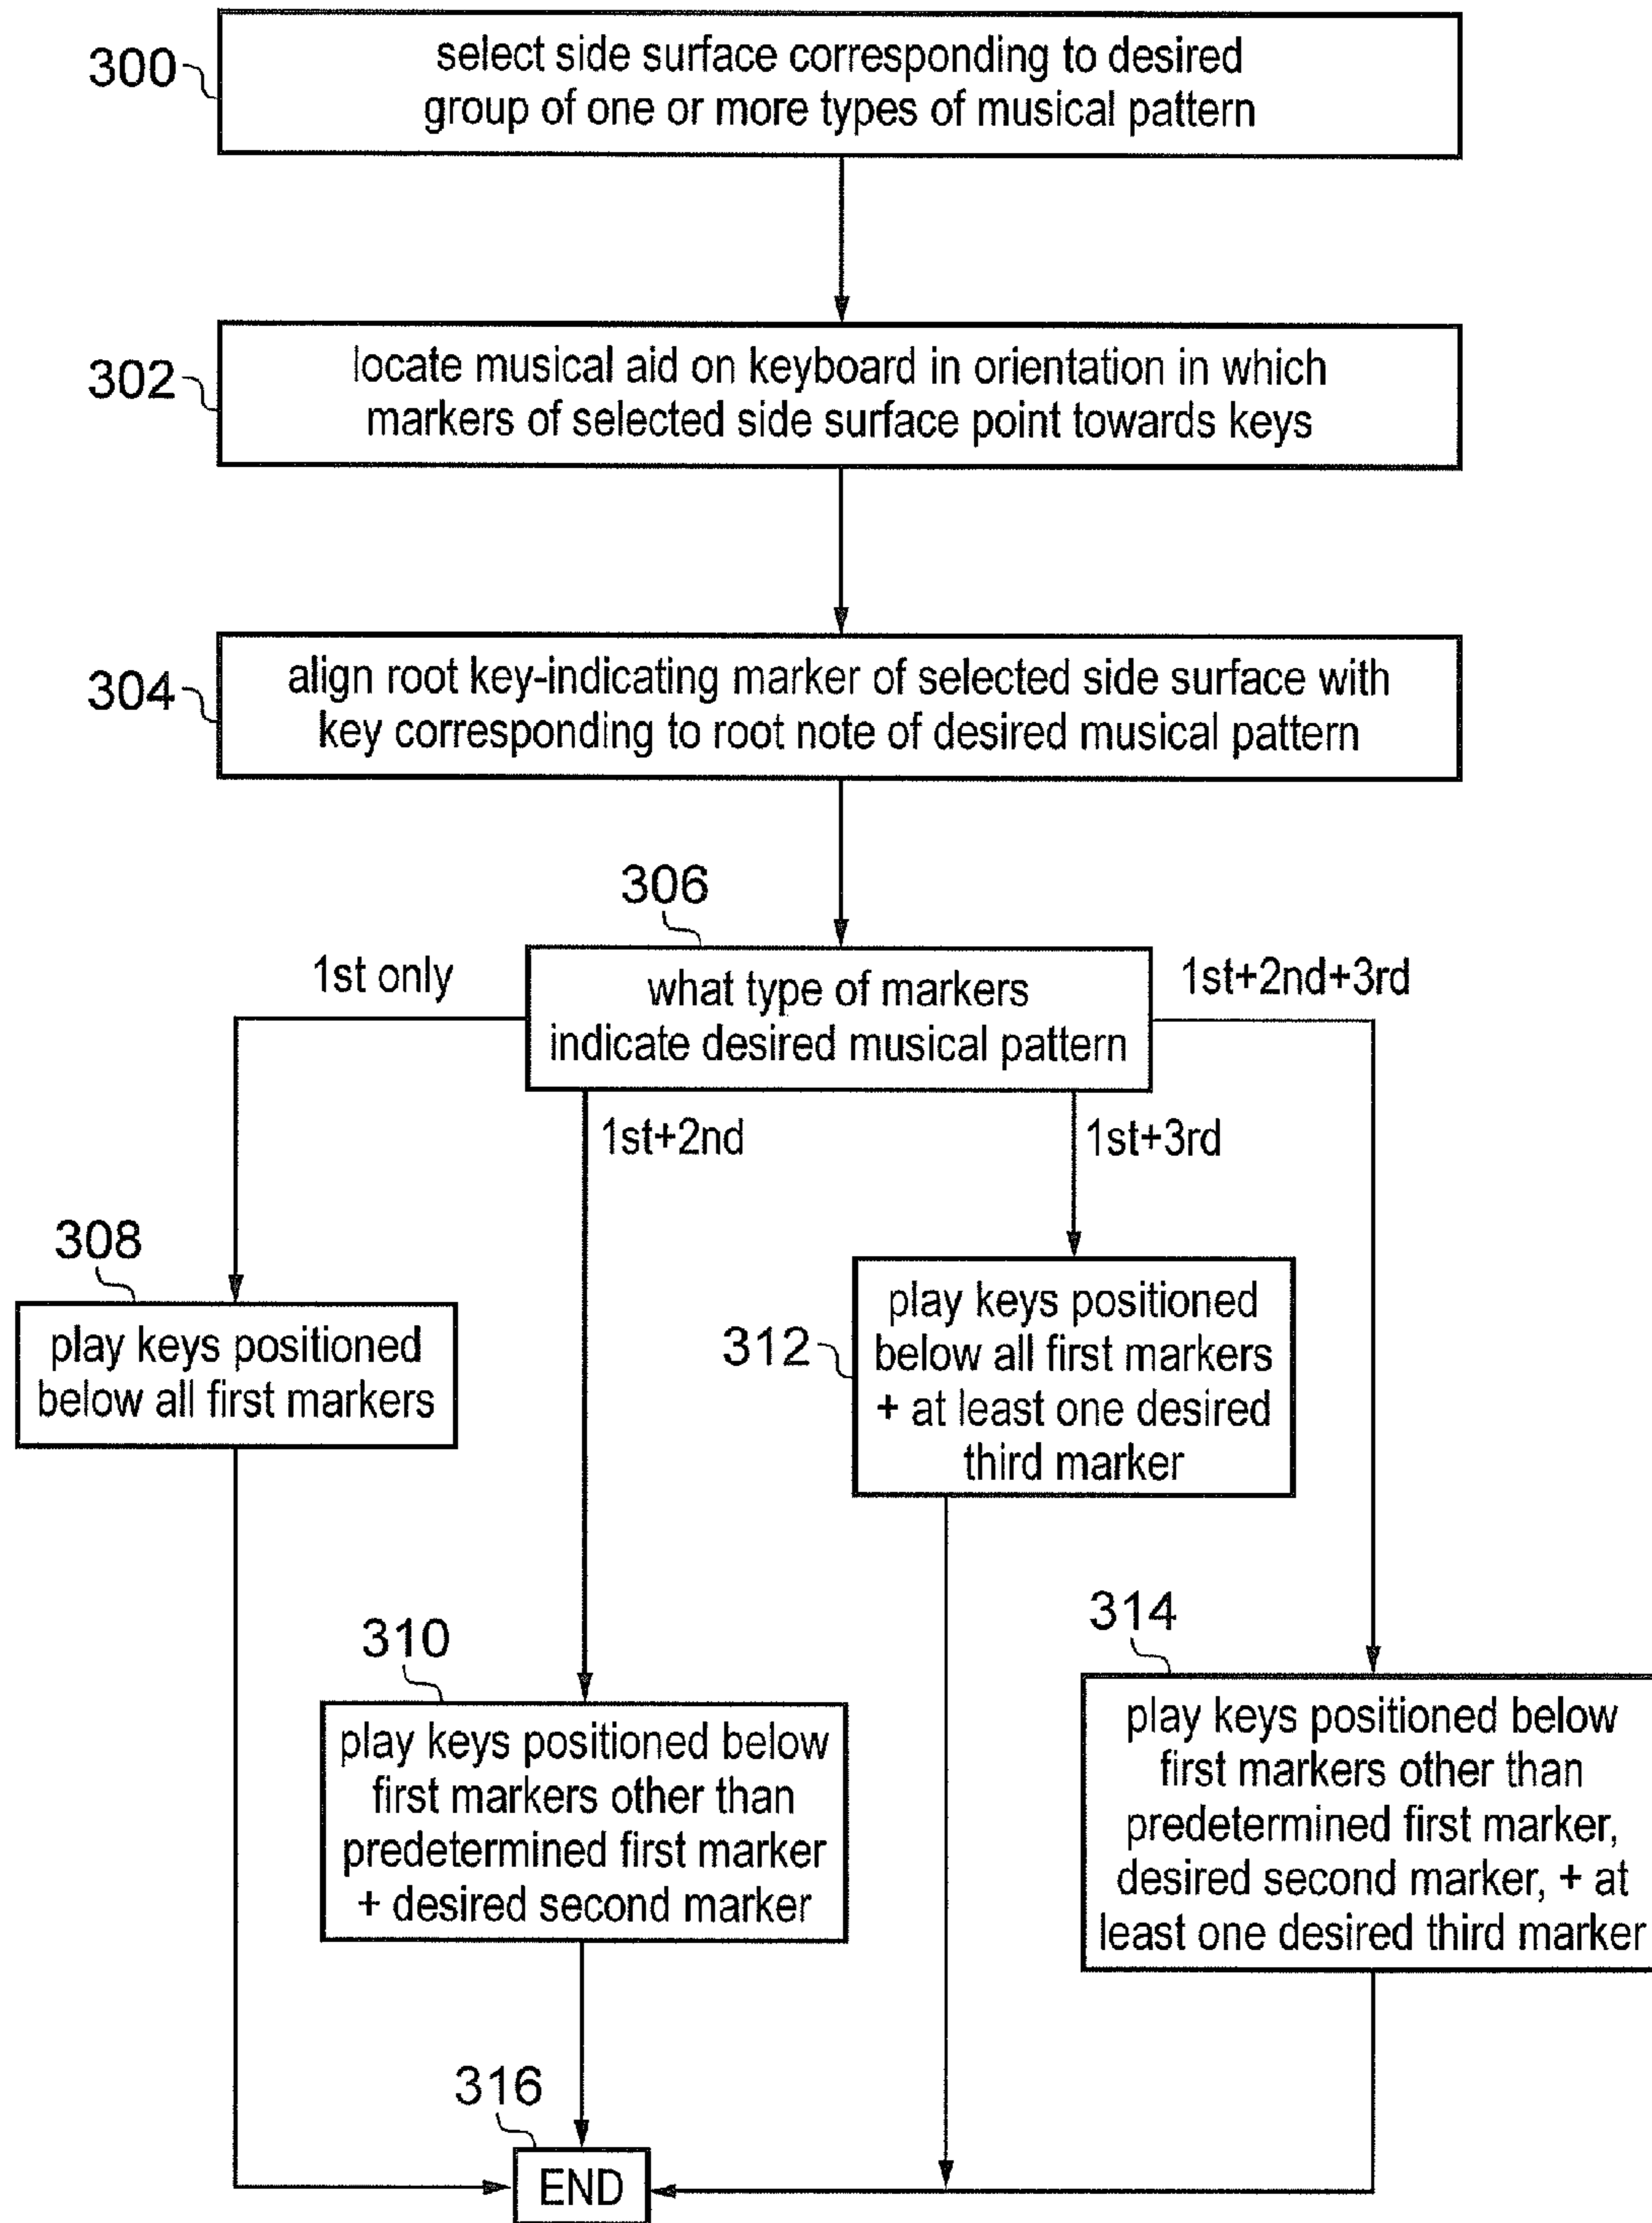 300
select side surface corresponding to desired
group of one or more types of musical pattern
302
locate musical aid on keyboard in orientation in which
markers of selected side surface point towards keys
304
align root key-indicating marker of selected side surface with
key corresponding to root note of desired musical pattern
306
what type of markers
indicate desired musical pattern
1st only
1st+2nd
1st+3rd
1st+2nd+3rd
308
play keys positioned
below all first markers
312
play keys positioned
below all first markers
+ at least one desired
third marker
310
play keys positioned below
first markers other than
predetermined first marker
+ desired second marker
314
play keys positioned below
first markers other than
predetermined first marker,
desired second marker, + at
least one desired third marker
316
END